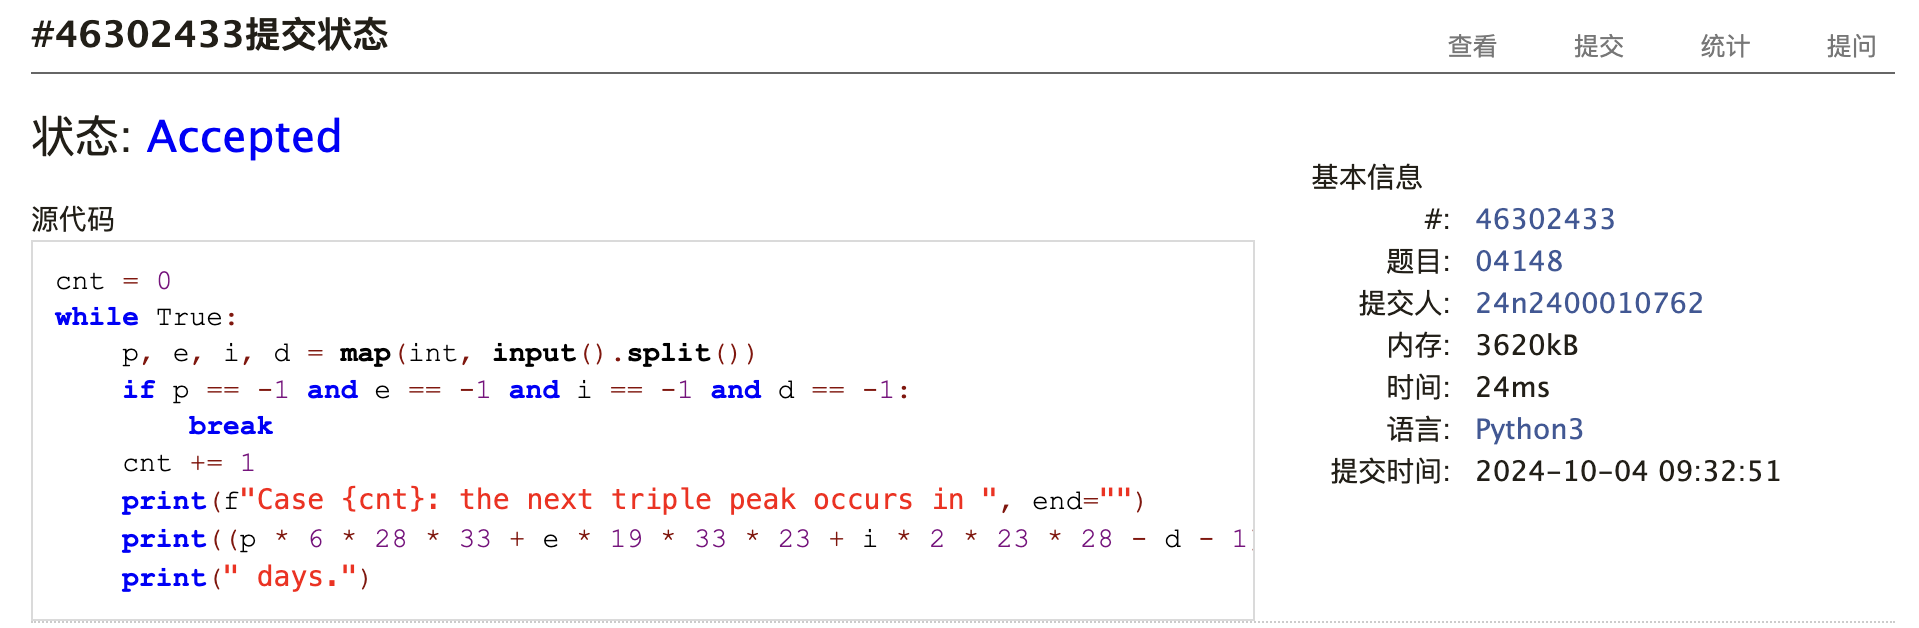 #46302433提交状态
查看 提交 统计 提问
状态: Accepted
源代码
cnt = 0
while True:
    p, e, i, d = map(int, input().split())
    if p == -1 and e == -1 and i == -1 and d == -1:
        break
    cnt += 1
    print(f"Case {cnt}: the next triple peak occurs in ", end="")
    print((p * 6 * 28 * 33 + e * 19 * 33 * 23 + i * 2 * 23 * 28 - d - 1)
    print(" days.")
基本信息
#: 46302433
题目: 04148
提交人: 24n2400010762
内存: 3620kB
时间: 24ms
语言: Python3
提交时间: 2024-10-04 09:32:51